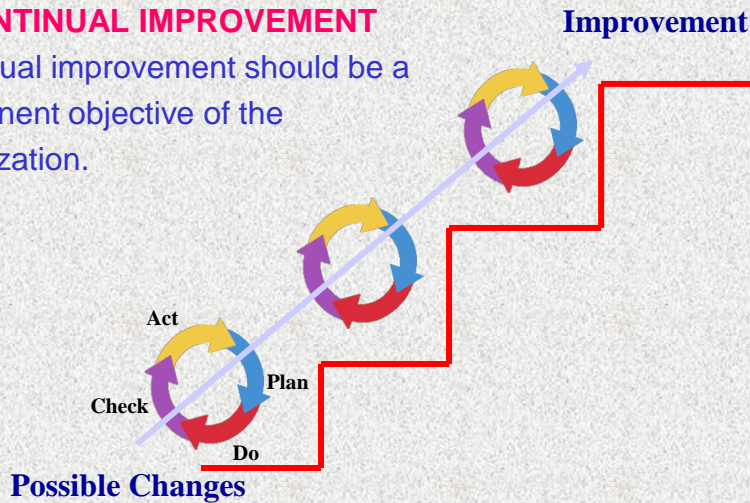 NTINUAL IMPROVEMENT
Improvement
ual improvement should be a
nent objective of the
zation.
Act
Plan
Check
Do
Possible Changes